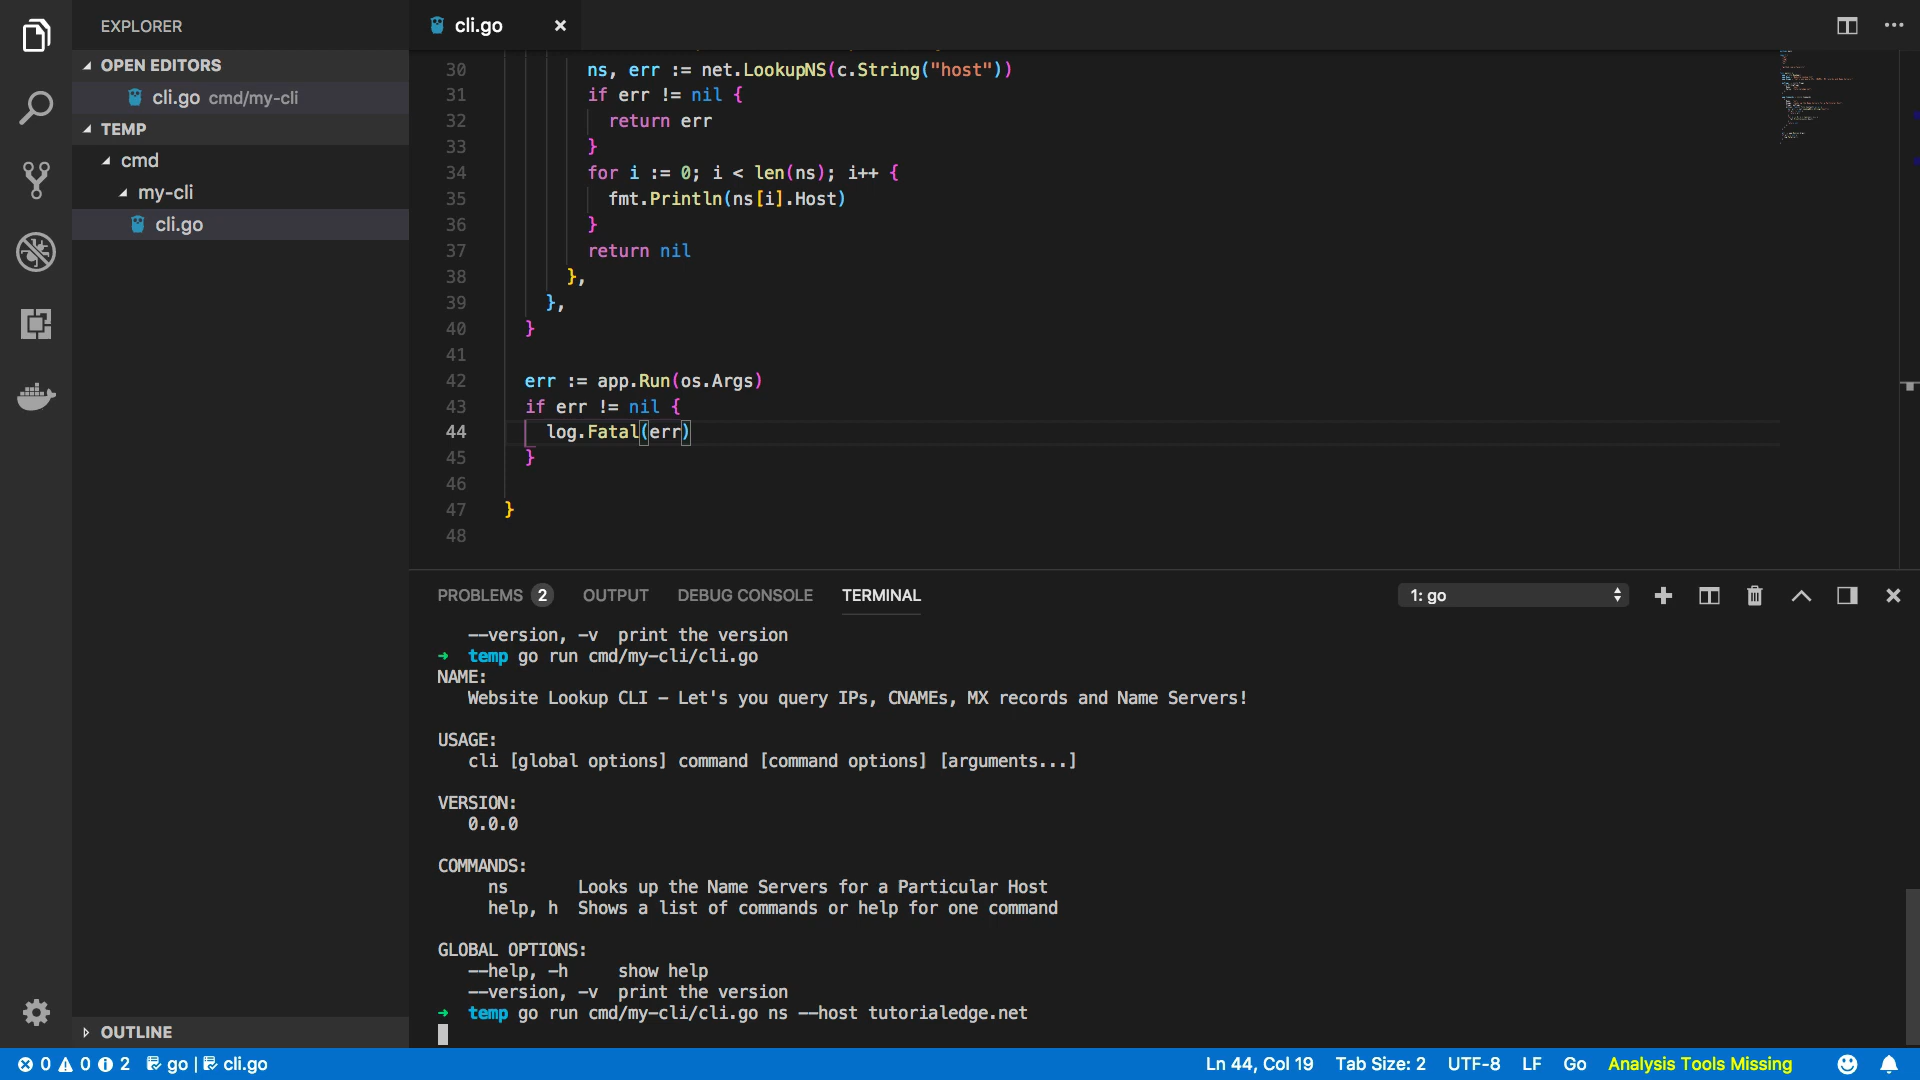 EXPLORER
OPEN EDITORS
cli.go cmd/my-cli
TEMP
cmd
my-cli
cli.go
OUTLINE
cli.go
30 ns, err := net.LookupNS(c.String("host"))
31 if err != nil {
32 return err
33 }
34 for i := 0; i < len(ns); i++ {
35 fmt.Println(ns[i].Host)
36 }
37 return nil
38 },
39 },
40 }
41
42 err := app.Run(os.Args)
43 if err != nil {
44 log.Fatal(err)
45 }
46
47 }
48
PROBLEMS 2 OUTPUT DEBUG CONSOLE TERMINAL 1: go
--version, -v print the version
→ temp go run cmd/my-cli/cli.go
NAME:
Website Lookup CLI - Let's you query IPs, CNAMEs, MX records and Name Servers!
USAGE:
cli [global options] command [command options] [arguments...]
VERSION:
0.0.0
COMMANDS:
ns Looks up the Name Servers for a Particular Host
help, h Shows a list of commands or help for one command
GLOBAL OPTIONS:
--help, -h show help
--version, -v print the version
→ temp go run cmd/my-cli/cli.go ns --host tutorialedge.net
0 0 2 go | cli.go Ln 44, Col 19 Tab Size: 2 UTF-8 LF Go Analysis Tools Missing